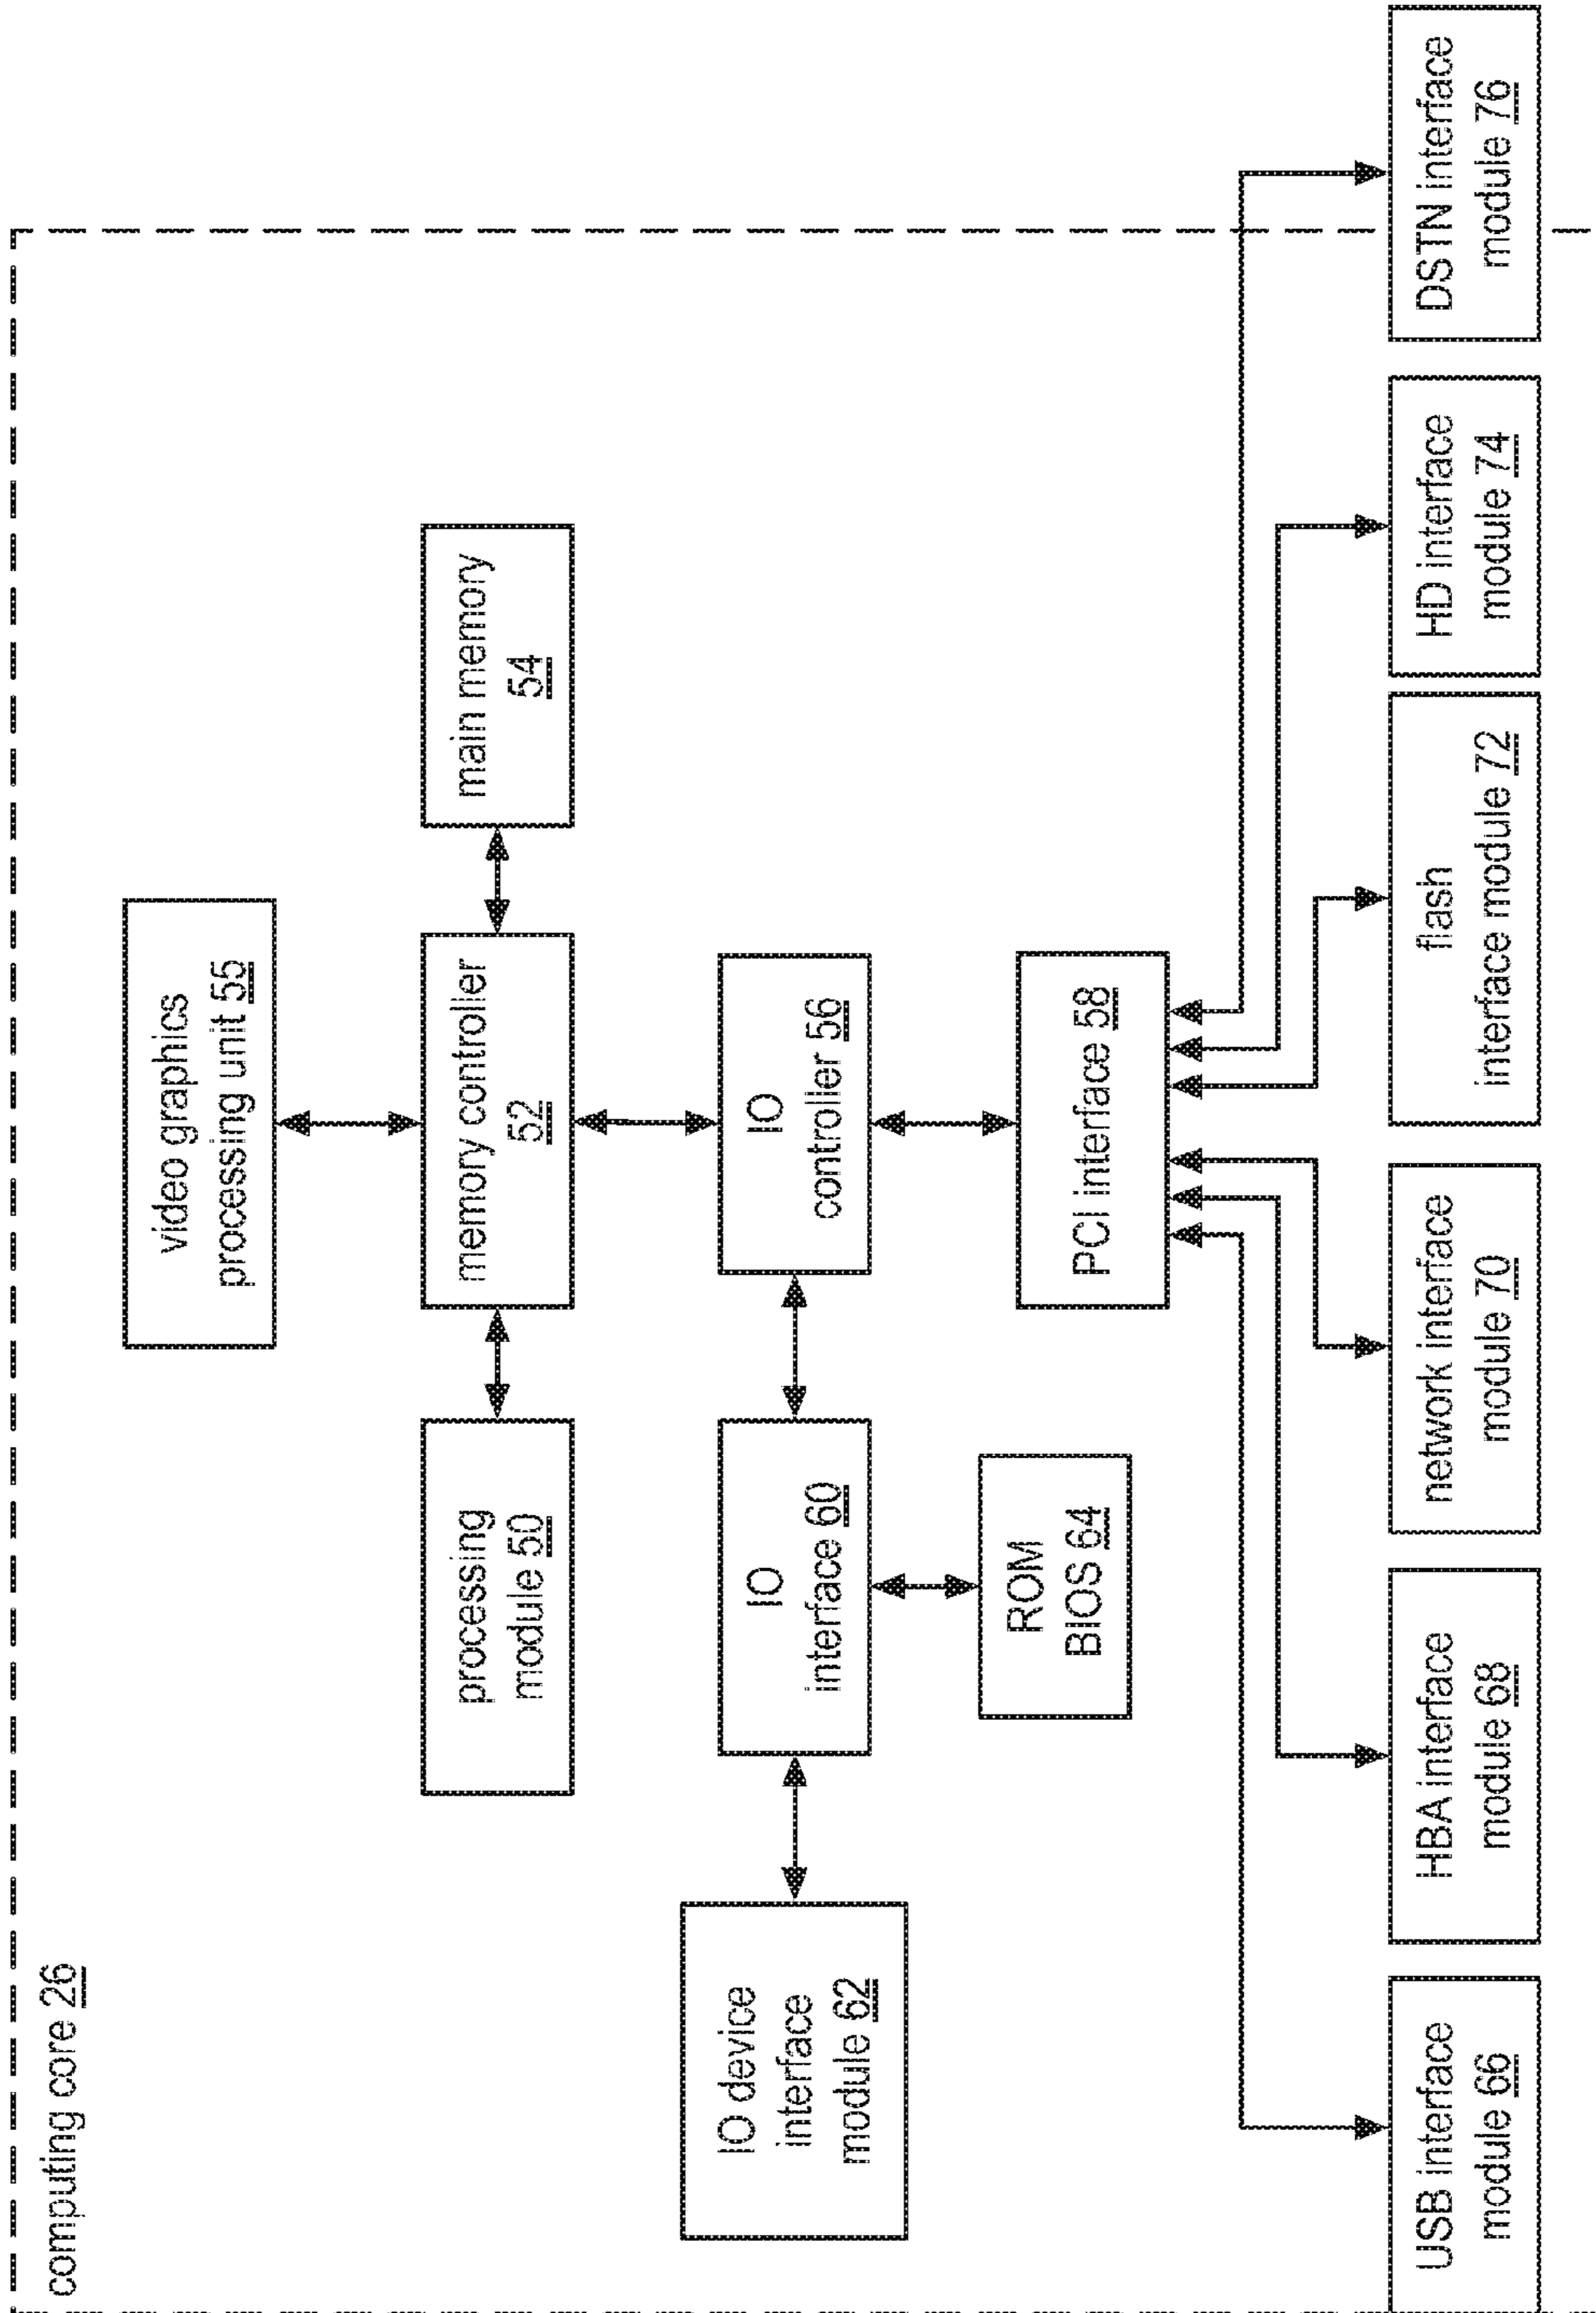 computing core 26
video graphics
processing unit 55
processing
module 50
memory controller
52
main memory
54
IO device
interface
module 62
IO
interface 60
IO
controller 56
ROM
BIOS 64
PCI interface 58
USB interface
module 66
HBA interface
module 68
network interface
module 70
flash
interface module 72
HD interface
module 74
DSTN interface
module 76